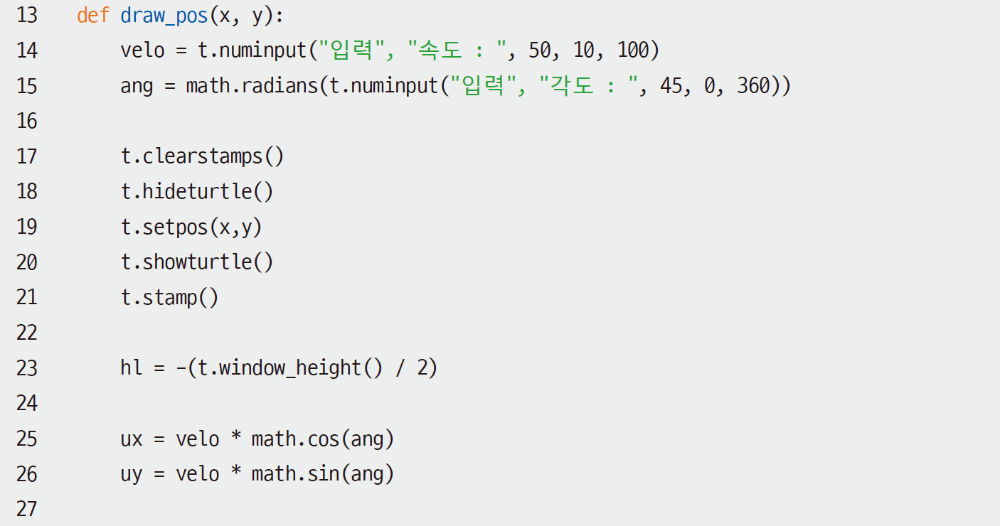 13 def draw_pos(x, y):
14 velo = t.numinput("입력", "속도 : ", 50, 10, 100)
15 ang = math.radians(t.numinput("입력", "각도 : ", 45, 0, 360))
16
17 t.clearstamps()
18 t.hideturtle()
19 t.setpos(x,y)
20 t.showturtle()
21 t.stamp()
22
23 hl = -(t.window_height() / 2)
24
25 ux = velo * math.cos(ang)
26 uy = velo * math.sin(ang)
27